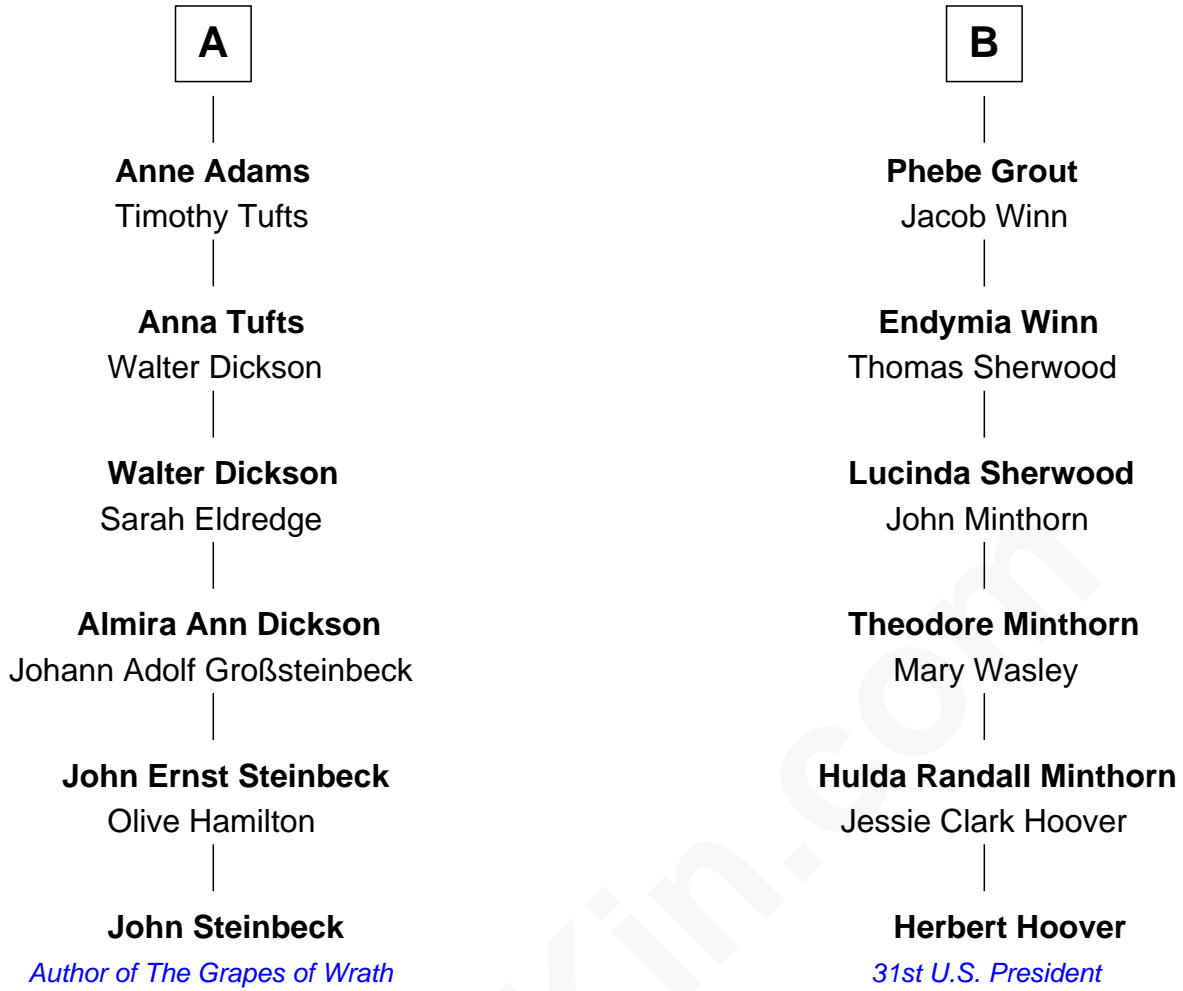 A
Anne Adams
Timothy Tufts
Anna Tufts
Walter Dickson
Walter Dickson
Sarah Eldredge
Almira Ann Dickson
Johann Adolf Großsteinbeck
John Ernst Steinbeck
Olive Hamilton
John Steinbeck
Author of The Grapes of Wrath
B
Phebe Grout
Jacob Winn
Endymia Winn
Thomas Sherwood
Lucinda Sherwood
John Minthorn
Theodore Minthorn
Mary Wasley
Hulda Randall Minthorn
Jessie Clark Hoover
Herbert Hoover
31st U.S. President